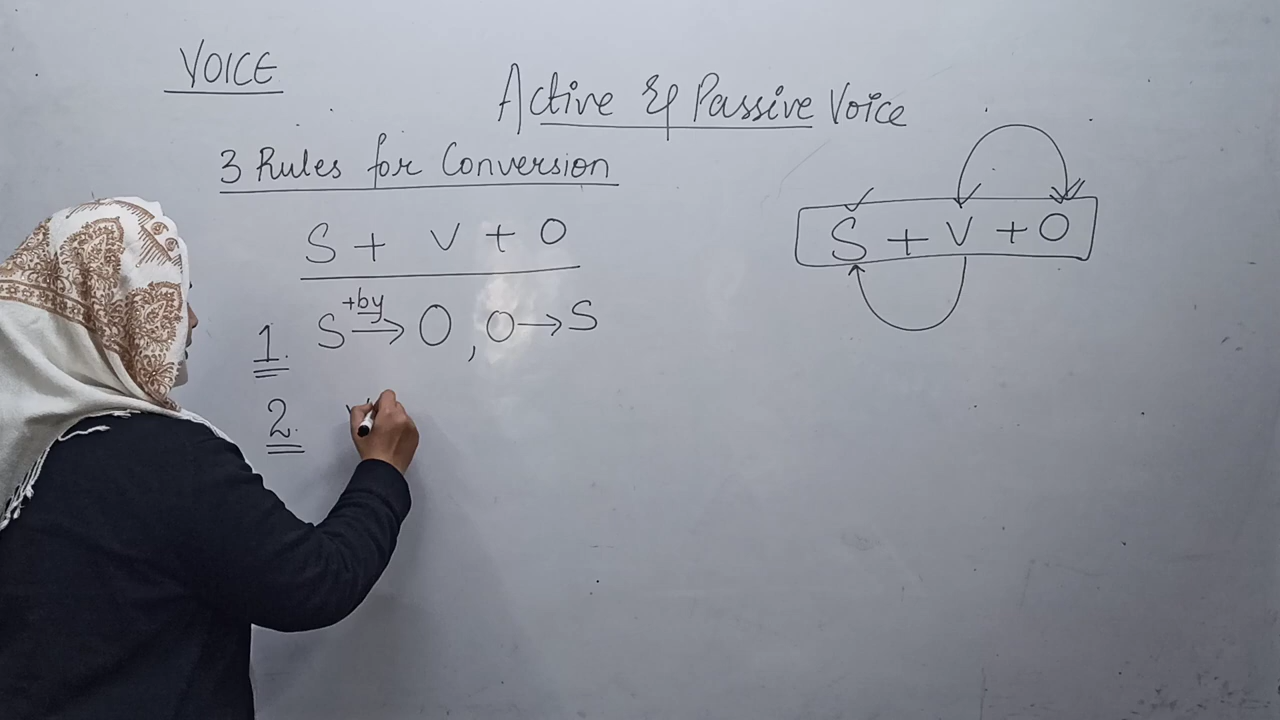 VOICE
Active & Passive Voice
3 Rules for Conversion
S + V + O
S + V + O
1. S +by→ O, O→S
2.